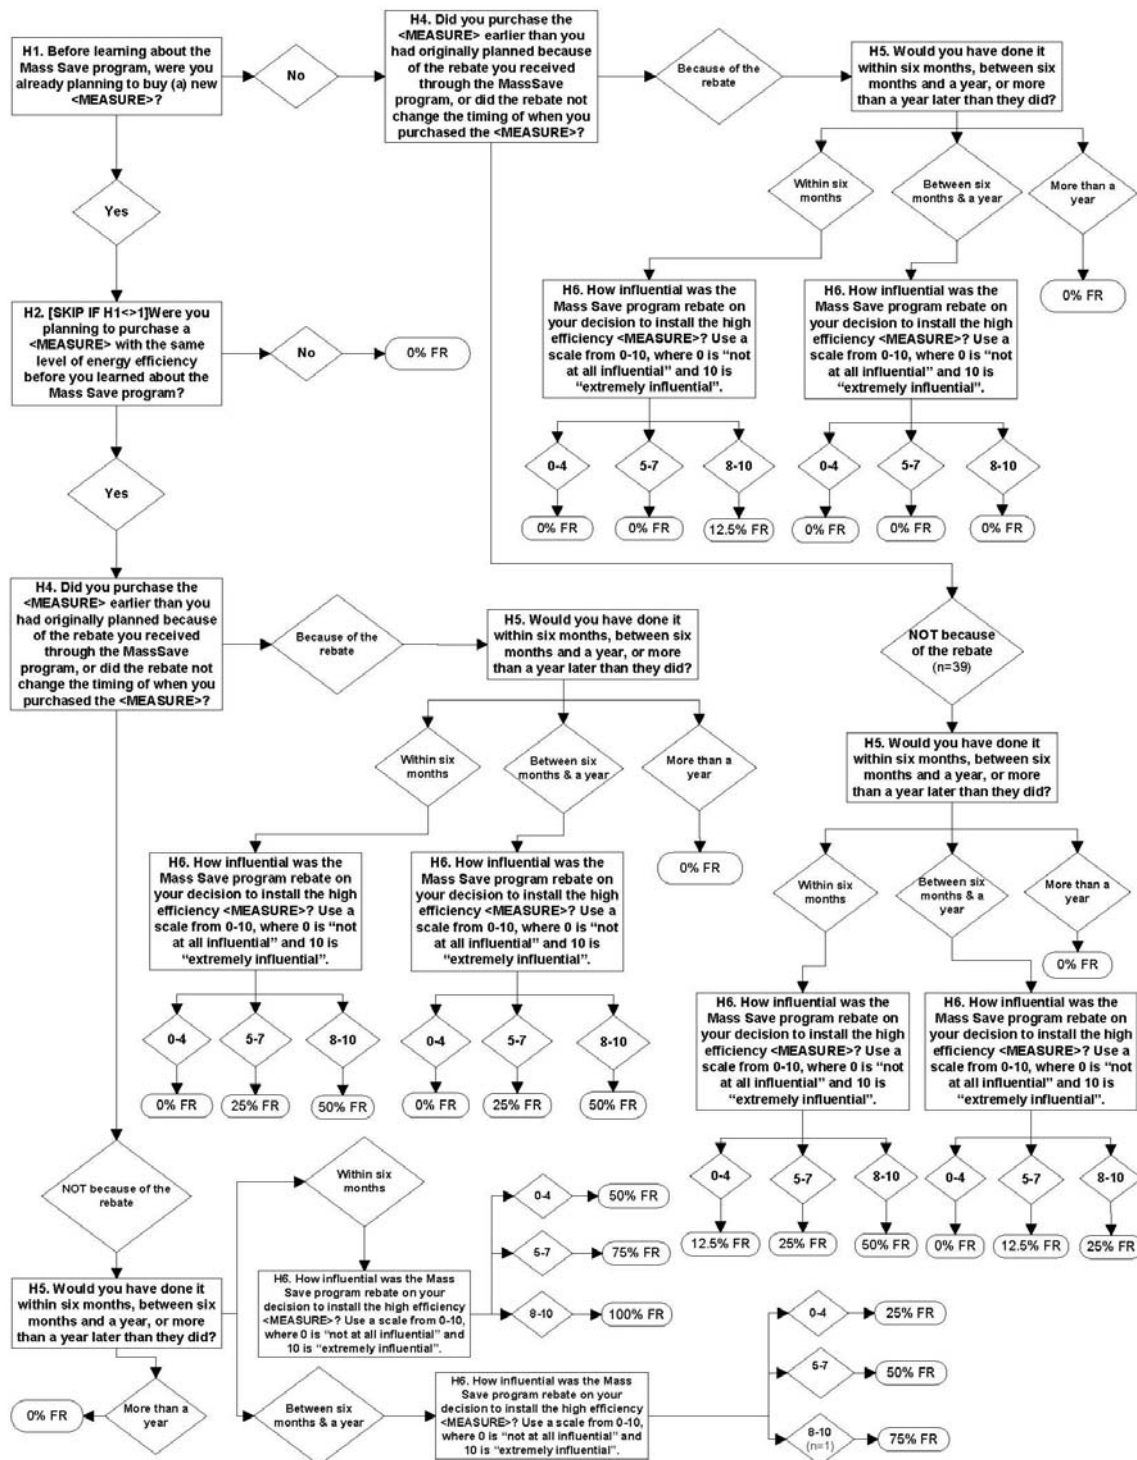 H1. Before learning about the
Mass Save program, were you
already planning to buy (a) new
<MEASURE>?
No
H4. Did you purchase the
<MEASURE> earlier than you
had originally planned because
of the rebate you received
through the MassSave
program, or did the rebate not
change the timing of when you
purchased the <MEASURE>?
Because of the
rebate
H5. Would you have done it
within six months, between six
months and a year, or more
than a year later than they did?
Within six
months
Between six
months & a year
More than a
year
0% FR
Yes
H6. How influential was the
Mass Save program rebate on
your decision to install the high
efficiency <MEASURE>? Use a
scale from 0-10, where 0 is “not
at all influential” and 10 is
“extremely influential”.
H6. How influential was the
Mass Save program rebate on
your decision to install the high
efficiency <MEASURE>? Use a
scale from 0-10, where 0 is “not
at all influential” and 10 is
“extremely influential”.
0-4
5-7
8-10
0-4
5-7
8-10
0% FR
0% FR
12.5% FR
0% FR
0% FR
0% FR
H2. [SKIP IF H1<>1]Were you
planning to purchase a
<MEASURE> with the same
level of energy efficiency
before you learned about the
Mass Save program?
No
0% FR
Yes
H4. Did you purchase the
<MEASURE> earlier than you
had originally planned because
of the rebate you received
through the MassSave
program, or did the rebate not
change the timing of when you
purchased the <MEASURE>?
Because of the
rebate
H5. Would you have done it
within six months, between six
months and a year, or more
than a year later than they did?
Within six
months
Between six
months & a year
More than a
year
0% FR
H6. How influential was the
Mass Save program rebate on
your decision to install the high
efficiency <MEASURE>? Use a
scale from 0-10, where 0 is “not
at all influential” and 10 is
“extremely influential”.
H6. How influential was the
Mass Save program rebate on
your decision to install the high
efficiency <MEASURE>? Use a
scale from 0-10, where 0 is “not
at all influential” and 10 is
“extremely influential”.
0-4
5-7
8-10
0-4
5-7
8-10
0% FR
25% FR
50% FR
0% FR
25% FR
50% FR
NOT because
of the rebate
(n=39)
H5. Would you have done it
within six months, between six
months and a year, or more
than a year later than they did?
Within six
months
Between six
months & a
year
More than a
year
0% FR
H6. How influential was the
Mass Save program rebate on
your decision to install the high
efficiency <MEASURE>? Use a
scale from 0-10, where 0 is “not
at all influential” and 10 is
“extremely influential”.
H6. How influential was the
Mass Save program rebate on
your decision to install the high
efficiency <MEASURE>? Use a
scale from 0-10, where 0 is “not
at all influential” and 10 is
“extremely influential”.
0-4
5-7
8-10
0-4
5-7
8-10
12.5% FR
25% FR
50% FR
0% FR
12.5% FR
25% FR
NOT because of the
rebate
H5. Would you have done it
within six months, between six
months and a year, or more
than a year later than they did?
More than a
year
0% FR
Within six
months
H6. How influential was the Mass
Save program rebate on your
decision to install the high efficiency
<MEASURE>? Use a scale from 0-10,
where 0 is “not at all influential” and
10 is “extremely influential”.
0-4
50% FR
5-7
75% FR
8-10
100% FR
Between six
months & a year
H6. How influential was the Mass
Save program rebate on your
decision to install the high efficiency
<MEASURE>? Use a scale from 0-10,
where 0 is “not at all influential” and
10 is “extremely influential”.
0-4
25% FR
5-7
50% FR
8-10
(n=1)
75% FR